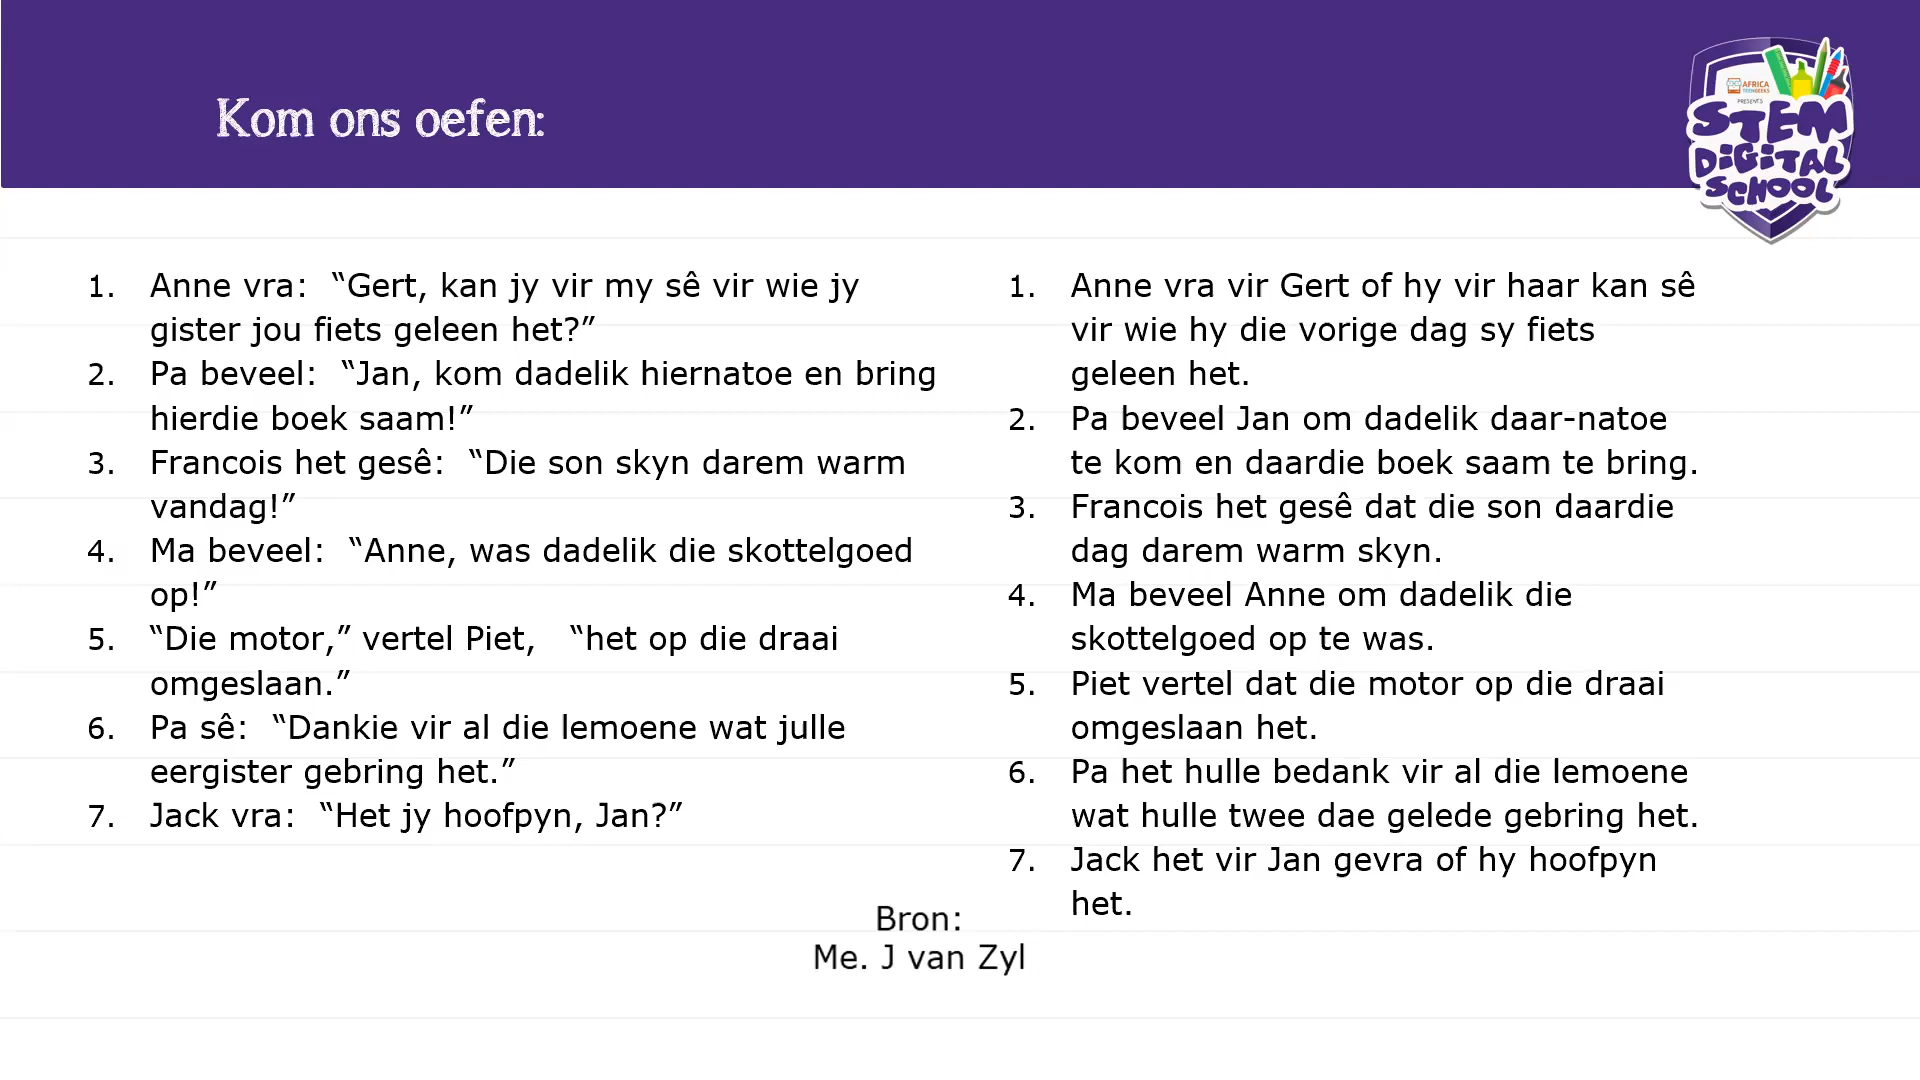 Kom ons oefen:
AFRICA
TEENGEEKS
PRESENTS
STEM
DIGITAL
SCHOOL
1. Anne vra: “Gert, kan jy vir my sê vir wie jy
gister jou fiets geleen het?”
2. Pa beveel: “Jan, kom dadelik hiernatoe en bring
hierdie boek saam!”
3. Francois het gesê: “Die son skyn darem warm
vandag!”
4. Ma beveel: “Anne, was dadelik die skottelgoed
op!”
5. “Die motor,” vertel Piet, “het op die draai
omgeslaan.”
6. Pa sê: “Dankie vir al die lemoene wat julle
eergister gebring het.”
7. Jack vra: “Het jy hoofpyn, Jan?”
1. Anne vra vir Gert of hy vir haar kan sê
vir wie hy die vorige dag sy fiets
geleen het.
2. Pa beveel Jan om dadelik daar-natoe
te kom en daardie boek saam te bring.
3. Francois het gesê dat die son daardie
dag darem warm skyn.
4. Ma beveel Anne om dadelik die
skottelgoed op te was.
5. Piet vertel dat die motor op die draai
omgeslaan het.
6. Pa het hulle bedank vir al die lemoene
wat hulle twee dae gelede gebring het.
7. Jack het vir Jan gevra of hy hoofpyn
het.
Bron:
Me. J van Zyl